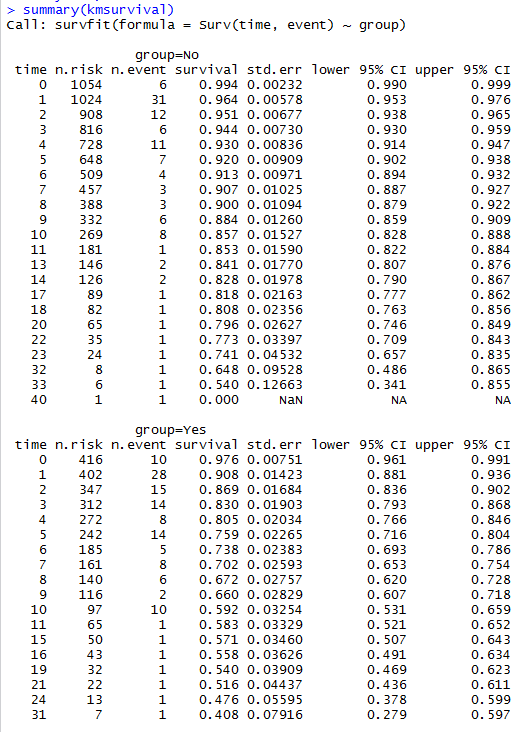 > summary(kmsurvival)
Call: survfit(formula = Surv(time, event) ~ group)
group=No
time n.risk n.event survival std.err lower 95% CI upper 95% CI
0 1054 6 0.994 0.00232 0.990 0.999
1 1024 31 0.964 0.00578 0.953 0.976
2 908 12 0.951 0.00677 0.938 0.965
3 816 6 0.944 0.00730 0.930 0.959
4 728 11 0.930 0.00836 0.914 0.947
5 648 7 0.920 0.00909 0.902 0.938
6 509 4 0.913 0.00971 0.894 0.932
7 457 3 0.907 0.01025 0.887 0.927
8 388 3 0.900 0.01094 0.879 0.922
9 332 6 0.884 0.01260 0.859 0.909
10 269 8 0.857 0.01527 0.828 0.888
11 181 1 0.853 0.01590 0.822 0.884
13 146 2 0.841 0.01770 0.807 0.876
14 126 2 0.828 0.01978 0.790 0.867
17 89 1 0.818 0.02163 0.777 0.862
18 82 1 0.808 0.02356 0.763 0.856
20 65 1 0.796 0.02627 0.746 0.849
22 35 1 0.773 0.03397 0.709 0.843
23 24 1 0.741 0.04532 0.657 0.835
32 8 1 0.648 0.09528 0.486 0.865
33 6 1 0.540 0.12663 0.341 0.855
40 1 1 0.000 NaN NA NA
group=Yes
time n.risk n.event survival std.err lower 95% CI upper 95% CI
0 416 10 0.976 0.00751 0.961 0.991
1 402 28 0.908 0.01423 0.881 0.936
2 347 15 0.869 0.01684 0.836 0.902
3 312 14 0.830 0.01903 0.793 0.868
4 272 8 0.805 0.02034 0.766 0.846
5 242 14 0.759 0.02265 0.716 0.804
6 185 5 0.738 0.02383 0.693 0.786
7 161 8 0.702 0.02593 0.653 0.754
8 140 6 0.672 0.02757 0.620 0.728
9 116 2 0.660 0.02829 0.607 0.718
10 97 10 0.592 0.03254 0.531 0.659
11 65 1 0.583 0.03329 0.521 0.652
15 50 1 0.571 0.03460 0.507 0.643
16 43 1 0.558 0.03626 0.491 0.634
19 32 1 0.540 0.03909 0.469 0.623
21 22 1 0.516 0.04437 0.436 0.611
24 13 1 0.476 0.05595 0.378 0.599
31 7 1 0.408 0.07916 0.279 0.597